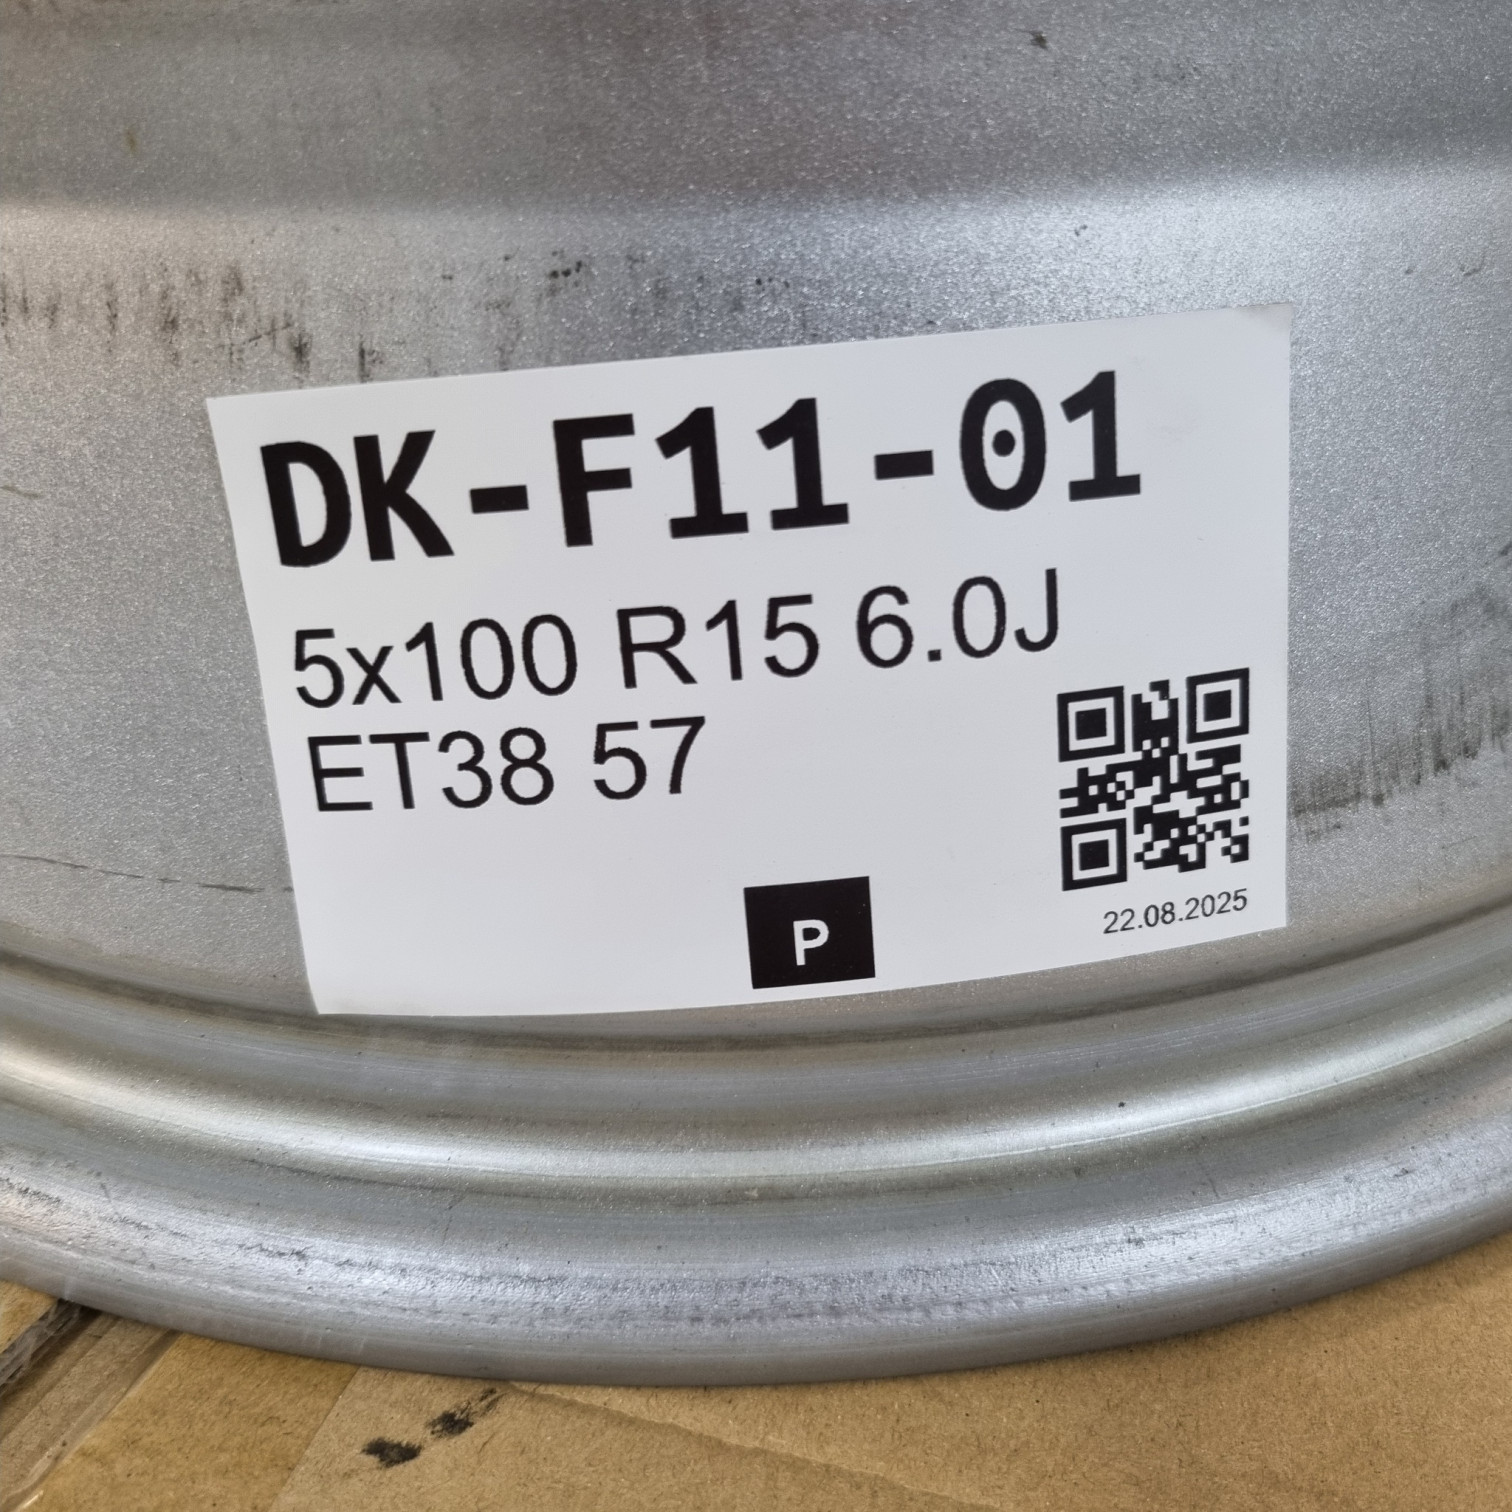 DK-F11-01
5x100 R15 6.0J
ET38 57
P
22.08.2025